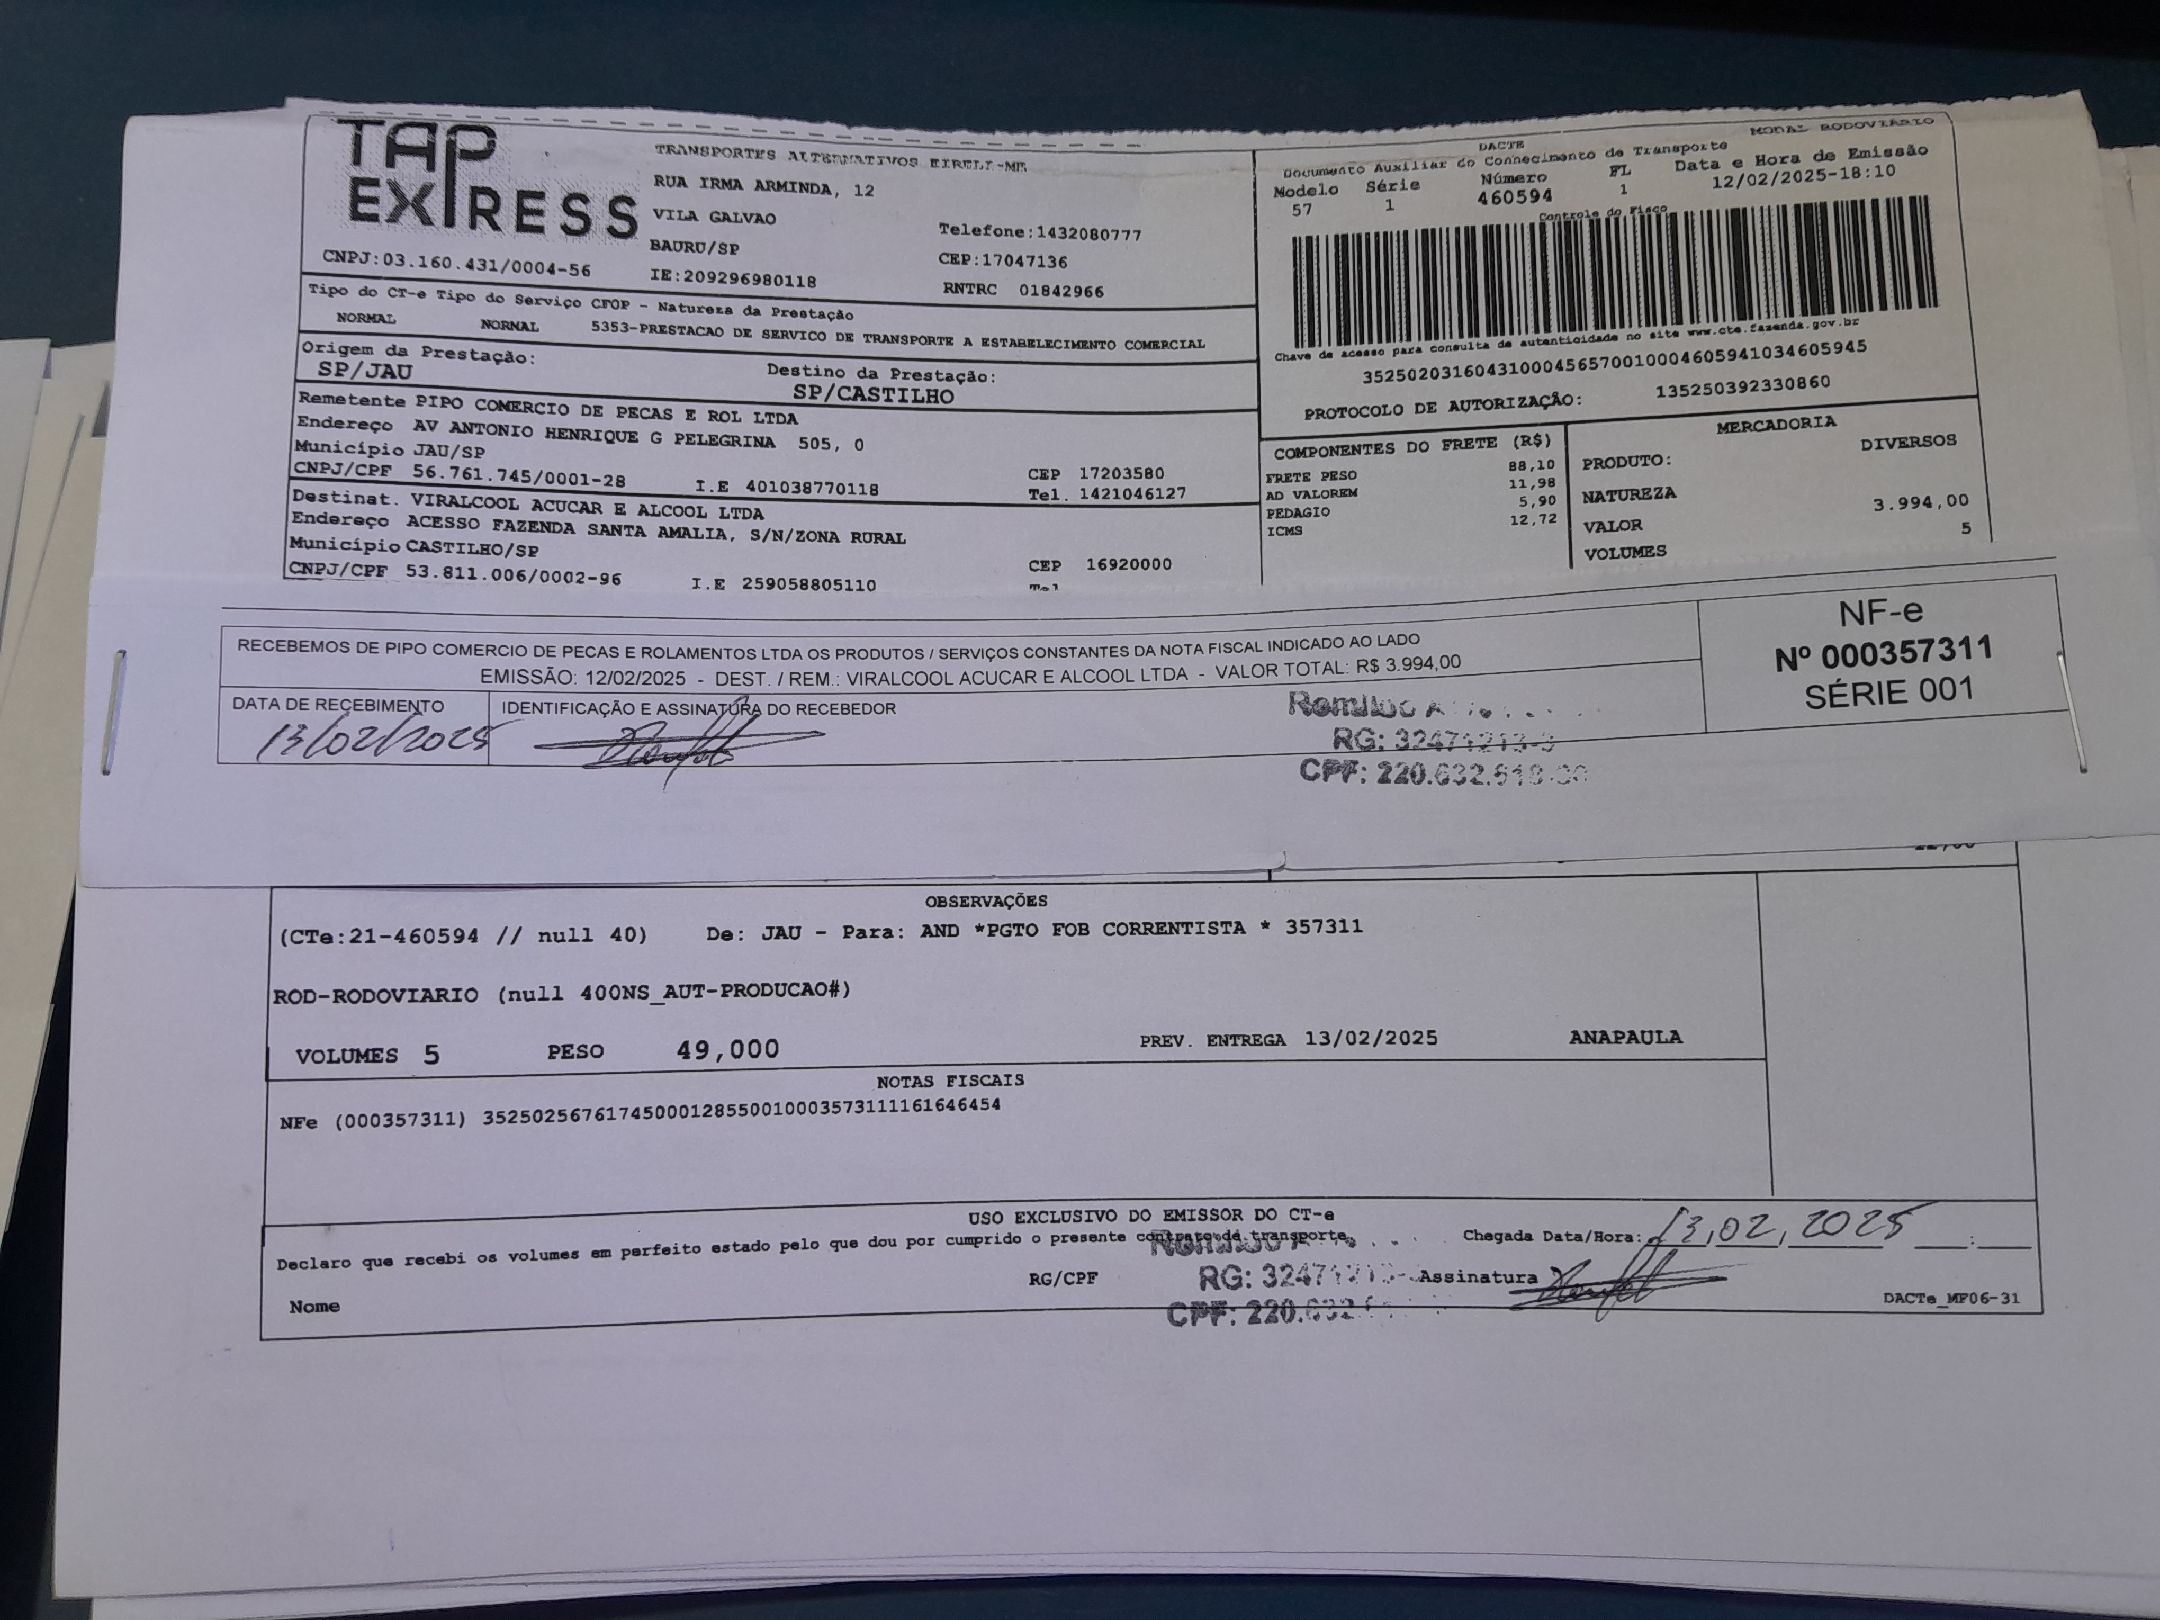 TAP EXPRESS
TRANSPORTES ALTERNATIVOS EIRELI-ME
RUA IRMA ARMINDA, 12
VILA GALVAO
BAURU/SP
Telefone:1432080777
CEP:17047136
CNPJ:03.160.431/0004-56
IE:209296980118
RNTRC 01842966
MODAL RODOVIÁRIO
DACTE
Documento Auxiliar do Conhecimento de Transporte
Modelo Série Número FL Data e Hora de Emissão
57 1 460594 1 12/02/2025-18:10
Controle do Fisco
Chave de acesso para consulta de autenticidade no site www.cte.fazenda.gov.br
35250203160431000456570010004605941034605945
PROTOCOLO DE AUTORIZAÇÃO: 135250392330860
Tipo do CT-e Tipo do Serviço CFOP - Natureza da Prestação
NORMAL NORMAL 5353-PRESTACAO DE SERVICO DE TRANSPORTE A ESTABELECIMENTO COMERCIAL
Origem da Prestação: Destino da Prestação:
SP/JAU SP/CASTILHO
Remetente PIPO COMERCIO DE PECAS E ROL LTDA
Endereço AV ANTONIO HENRIQUE G PELEGRINA 505, 0
Município JAU/SP CEP 17203580
CNPJ/CPF 56.761.745/0001-28 I.E 401038770118 Tel. 1421046127
Destinat. VIRALCOOL ACUCAR E ALCOOL LTDA
Endereço ACESSO FAZENDA SANTA AMALIA, S/N/ZONA RURAL
Município CASTILHO/SP CEP 16920000
CNPJ/CPF 53.811.006/0002-96 I.E 259058805110 Tel
COMPONENTES DO FRETE (R$)
FRETE PESO 88,10
AD VALOREM 11,98
PEDAGIO 5,90
ICMS 12,72
MERCADORIA
PRODUTO: DIVERSOS
NATUREZA
VALOR 3.994,00
VOLUMES 5
RECEBEMOS DE PIPO COMERCIO DE PECAS E ROLAMENTOS LTDA OS PRODUTOS / SERVIÇOS CONSTANTES DA NOTA FISCAL INDICADO AO LADO
EMISSÃO: 12/02/2025 - DEST. / REM.: VIRALCOOL ACUCAR E ALCOOL LTDA - VALOR TOTAL: R$ 3.994,00
NF-e
Nº 000357311
SÉRIE 001
DATA DE RECEBIMENTO IDENTIFICAÇÃO E ASSINATURA DO RECEBEDOR
13/02/2025
RG:
CPF: 220.632.
OBSERVAÇÕES
(CTe:21-460594 // null 40) De: JAU - Para: AND *PGTO FOB CORRENTISTA * 357311
ROD-RODOVIARIO (null 400NS_AUT-PRODUCAO#)
VOLUMES 5 PESO 49,000 PREV. ENTREGA 13/02/2025 ANAPAULA
NOTAS FISCAIS
NFe (000357311) 35250256761745000128550010003573111161646454
USO EXCLUSIVO DO EMISSOR DO CT-e
Declaro que recebi os volumes em perfeito estado pelo que dou por cumprido o presente contrato de transporte.
Chegada Data/Hora: 13,02,2025 :
RG/CPF
RG:
Assinatura
Nome
CPF: 220.632.
DACTe_MF06-31